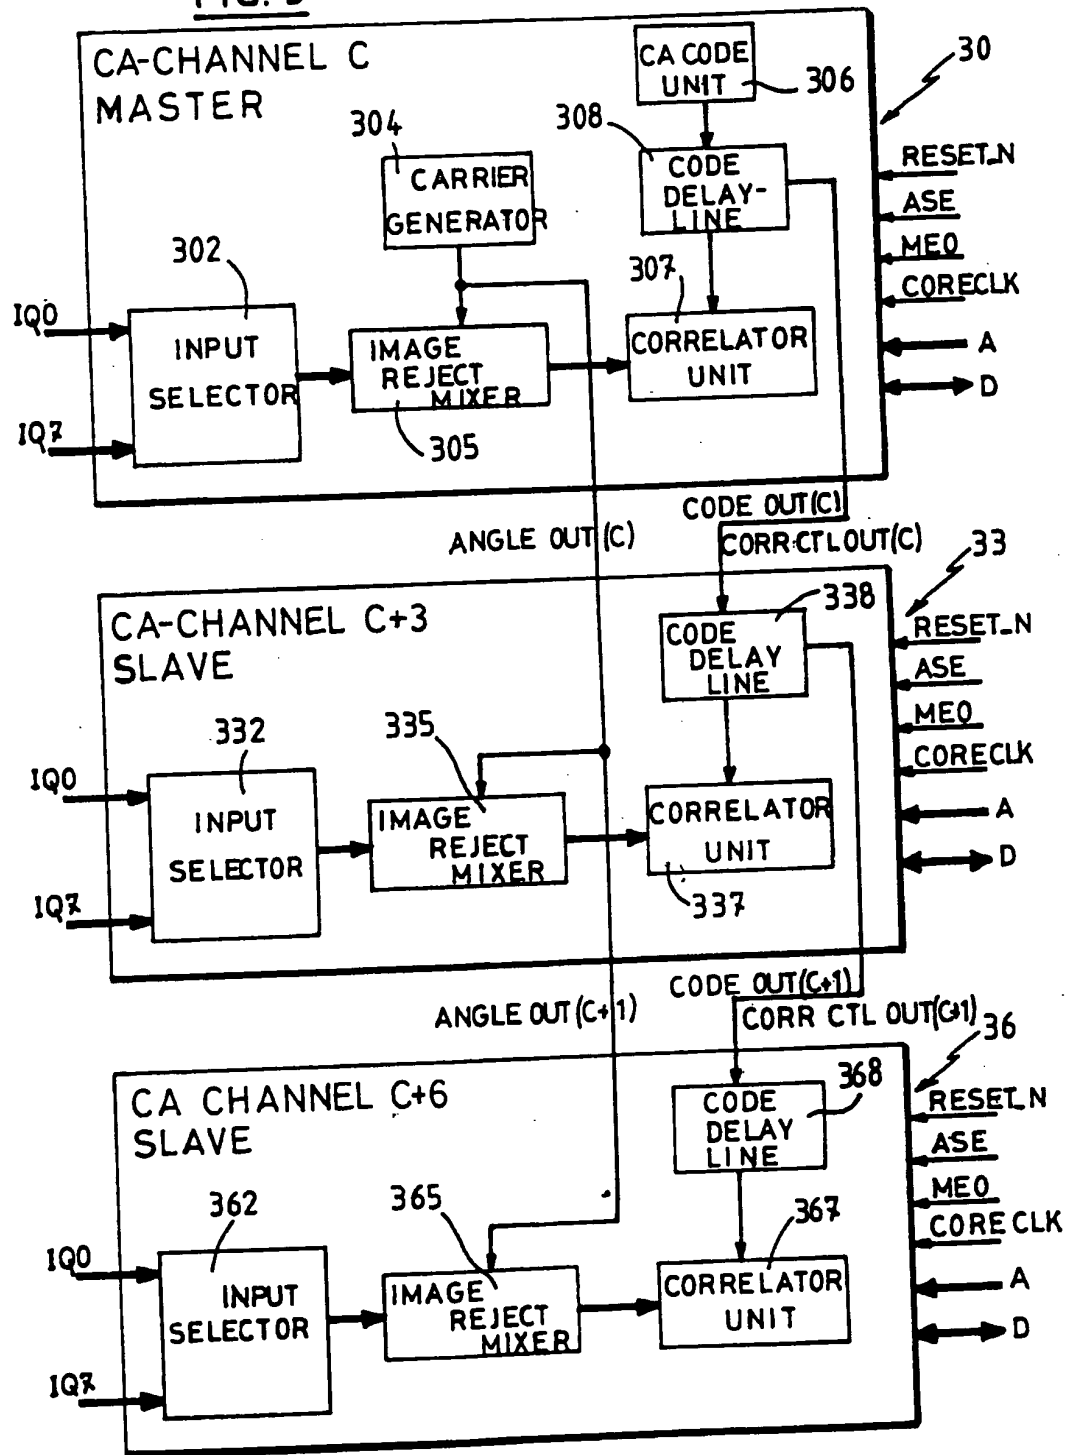 CA-CHANNEL C
MASTER
CA CODE
UNIT
306
30
304
308
CARRIER
GENERATOR
CODE
DELAY-
LINE
RESET_N
ASE
MEO
CORECLK
A
D
302
307
IQ0
IQ7
INPUT
SELECTOR
IMAGE
REJECT
MIXER
305
CORRELATOR
UNIT
ANGLE OUT(C)
CODE OUT(C)
CORR CTL OUT(C)
33
CA-CHANNEL C+3
SLAVE
338
CODE
DELAY
LINE
RESET_N
ASE
MEO
CORECLK
A
D
332
335
IQ0
IQ7
INPUT
SELECTOR
IMAGE
REJECT
MIXER
CORRELATOR
UNIT
337
ANGLE OUT(C+1)
CODE OUT(C+1)
CORR CTL OUT(C+1)
36
CA CHANNEL C+6
SLAVE
368
CODE
DELAY
LINE
RESET_N
ASE
MEO
CORE CLK
A
D
362
365
367
IQ0
IQ7
INPUT
SELECTOR
IMAGE
REJECT
MIXER
CORRELATOR
UNIT